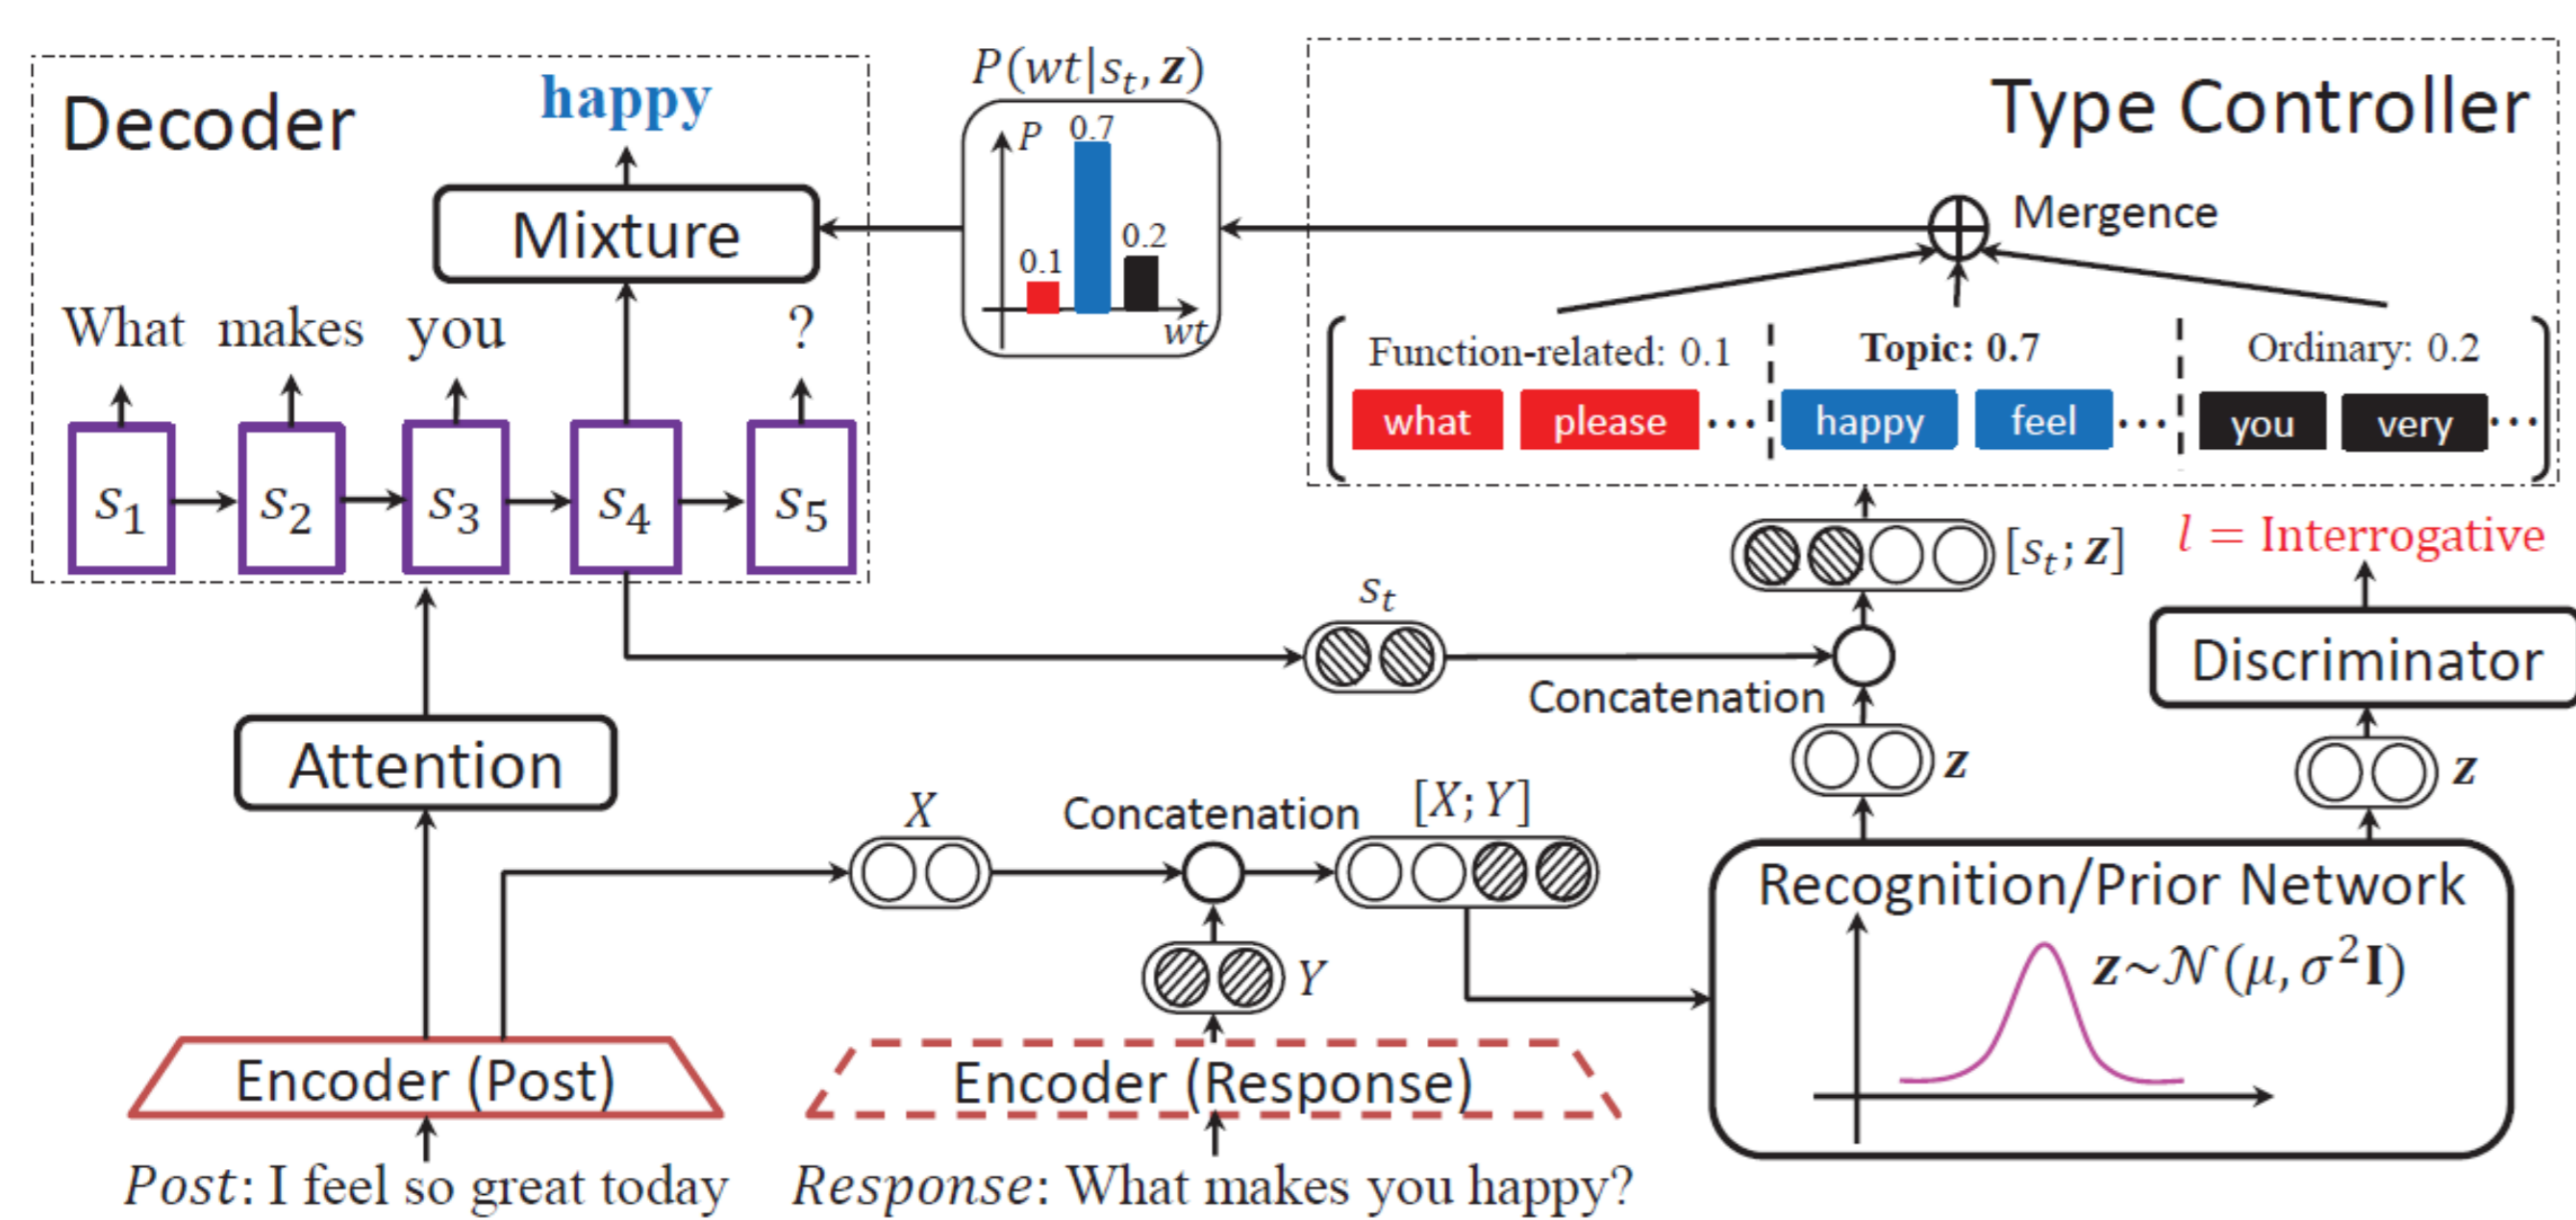 Decoder
happy
Mixture
What makes you ?
s1 s2 s3 s4 s5
P(wt|st, z)
P
0.7
0.2
0.1
wt
Type Controller
Mergence
Function-related: 0.1 Topic: 0.7 Ordinary: 0.2
what please ... happy feel ... you very ...
[st; z]
l = Interrogative
st
Concatenation
Discriminator
z
z
Attention
X
Concatenation
[X; Y]
Y
Recognition/Prior Network
z~𝒩(μ, σ²I)
Encoder (Post)
Encoder (Response)
Post: I feel so great today
Response: What makes you happy?